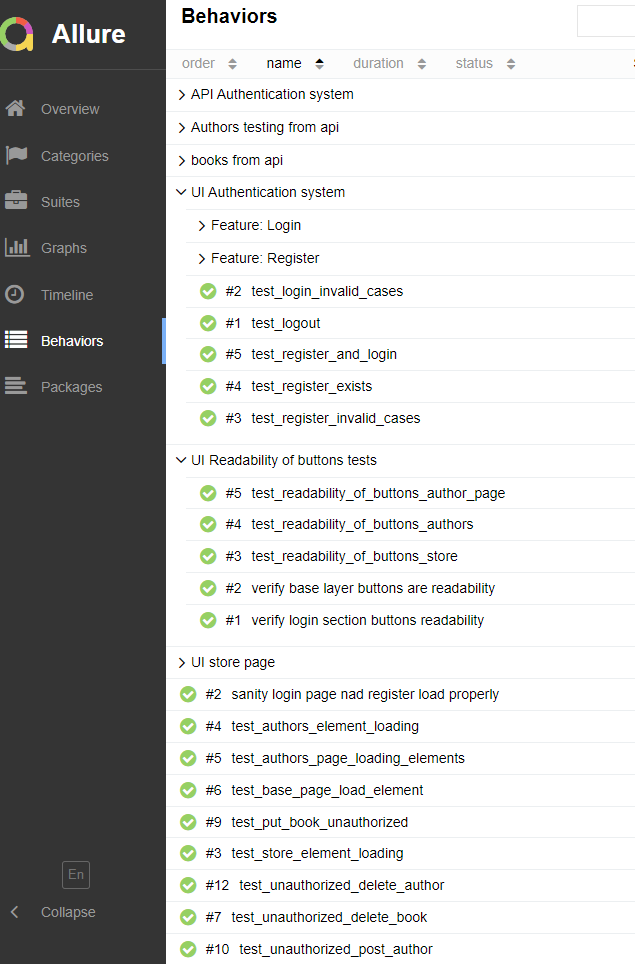 Allure
Overview
Categories
Suites
Graphs
Timeline
Behaviors
Packages
En
Collapse
Behaviors
order name duration status
API Authentication system
Authors testing from api
books from api
UI Authentication system
Feature: Login
Feature: Register
#2 test_login_invalid_cases
#1 test_logout
#5 test_register_and_login
#4 test_register_exists
#3 test_register_invalid_cases
UI Readability of buttons tests
#5 test_readability_of_buttons_author_page
#4 test_readability_of_buttons_authors
#3 test_readability_of_buttons_store
#2 verify base layer buttons are readability
#1 verify login section buttons readability
UI store page
#2 sanity login page nad register load properly
#4 test_authors_element_loading
#5 test_authors_page_loading_elements
#6 test_base_page_load_element
#9 test_put_book_unauthorized
#3 test_store_element_loading
#12 test_unauthorized_delete_author
#7 test_unauthorized_delete_book
#10 test_unauthorized_post_author